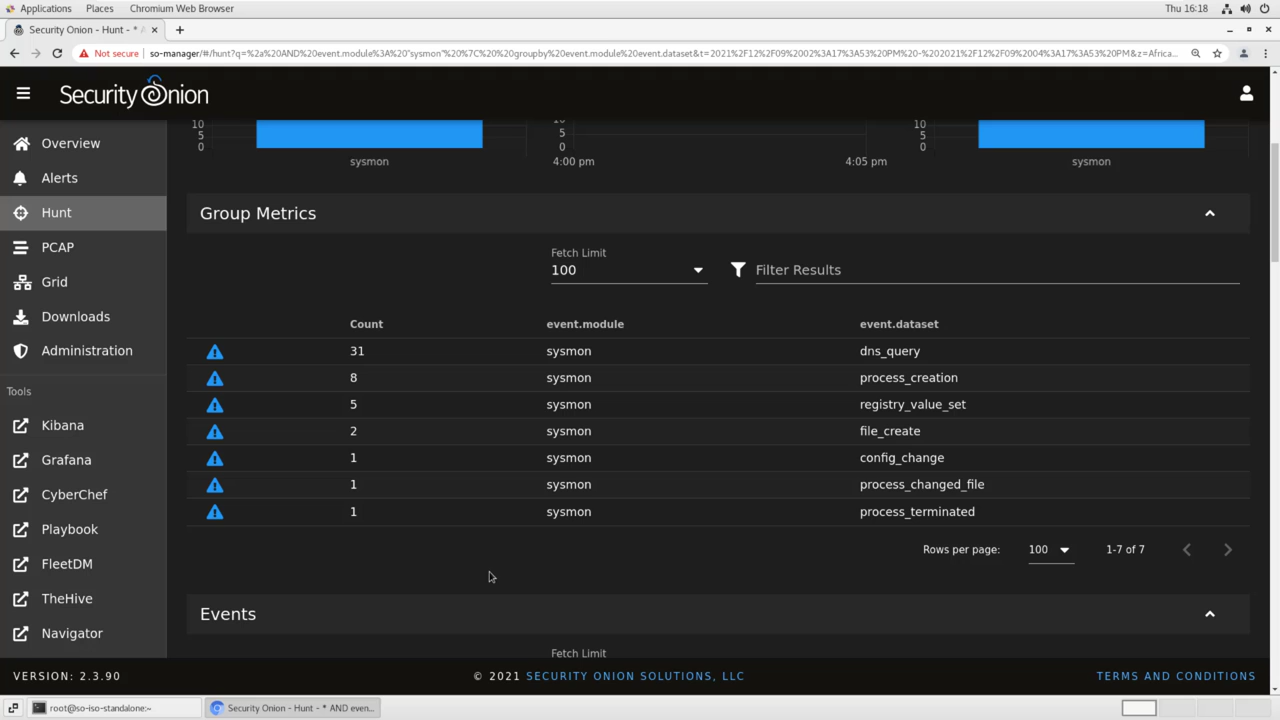 Applications Places Chromium Web Browser Thu 16:18
Security Onion - Hunt - *
Not secure so-manager/#/hunt?q=%2a%20AND%20event.module%3A%20"sysmon"%20%7C%20%20groupby%20event.module%20event.dataset&t=2021%2F12%2F09%2002%3A17%3A53%20PM%20-%202021%2F12%2F09%2004%3A17%3A53%20PM&z=Africa...
Security Onion
Overview
Alerts
Hunt
PCAP
Grid
Downloads
Administration
Tools
Kibana
Grafana
CyberChef
Playbook
FleetDM
TheHive
Navigator
10
5
0
sysmon
10
5
0
4:00 pm 4:05 pm
10
5
0
sysmon
Group Metrics
Fetch Limit
100 Filter Results
Count event.module event.dataset
31 sysmon dns_query
8 sysmon process_creation
5 sysmon registry_value_set
2 sysmon file_create
1 sysmon config_change
1 sysmon process_changed_file
1 sysmon process_terminated
Rows per page: 100 1-7 of 7
Events
Fetch Limit
VERSION: 2.3.90 © 2021 SECURITY ONION SOLUTIONS, LLC TERMS AND CONDITIONS
root@so-iso-standalone:~ Security Onion - Hunt - * AND even...